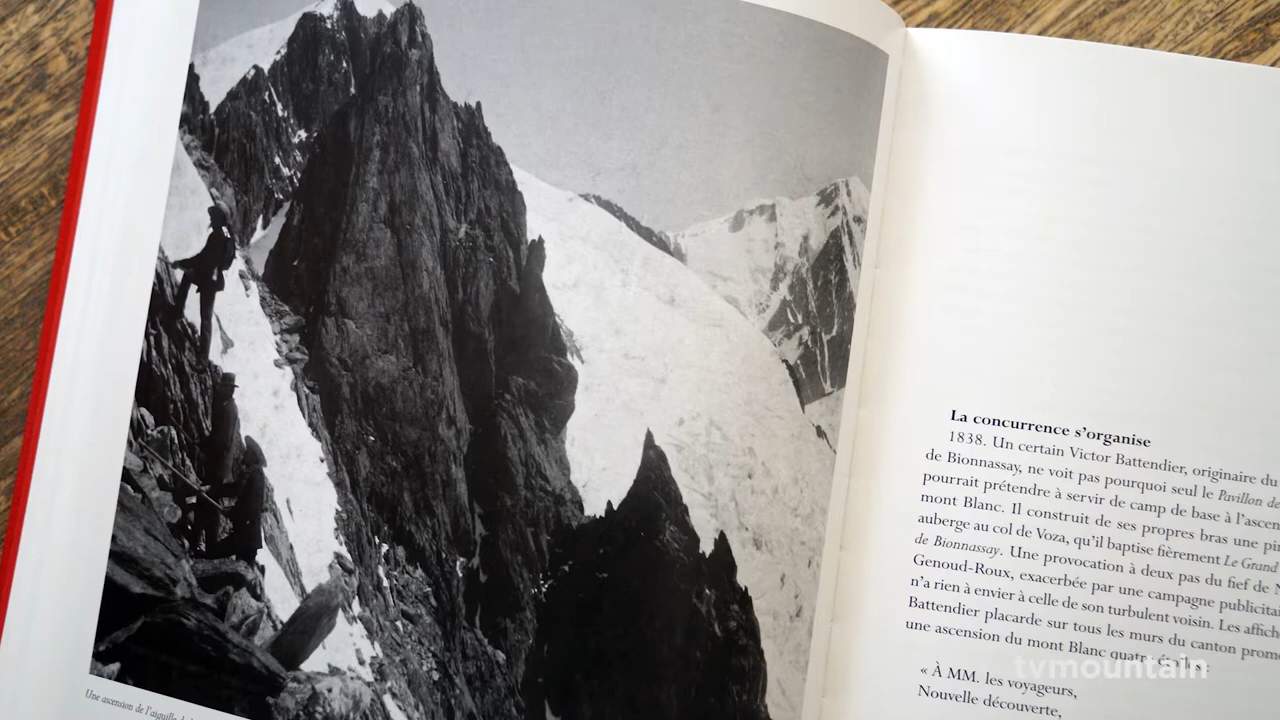 Une ascension de l'aiguille
La concurrence s'organise
1838. Un certain Victor Battendier, originaire du
de Bionnassay, ne voit pas pourquoi seul le Pavillon de
pourrait prétendre à servir de camp de base à l'ascen
mont Blanc. Il construit de ses propres bras une pi
auberge au col de Voza, qu'il baptise fièrement Le Grand
de Bionnassay. Une provocation à deux pas du fief de
Genoud-Roux, exacerbée par une campagne publicita
n'a rien à envier à celle de son turbulent voisin. Les affich
Battendier placarde sur tous les murs du canton prom
une ascension du mont Blanc quatr
tvmountain
« À MM. les voyageurs,
Nouvelle découverte,